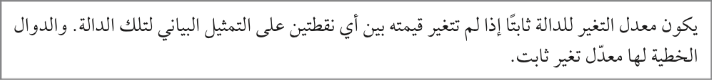 يكون معدل التغير للدالة ثابتًا إذا لم تتغير قيمته بين أي نقطتين على التمثيل البياني لتلك الدالة. والدوال
الخطية لها معدّل تغير ثابت.